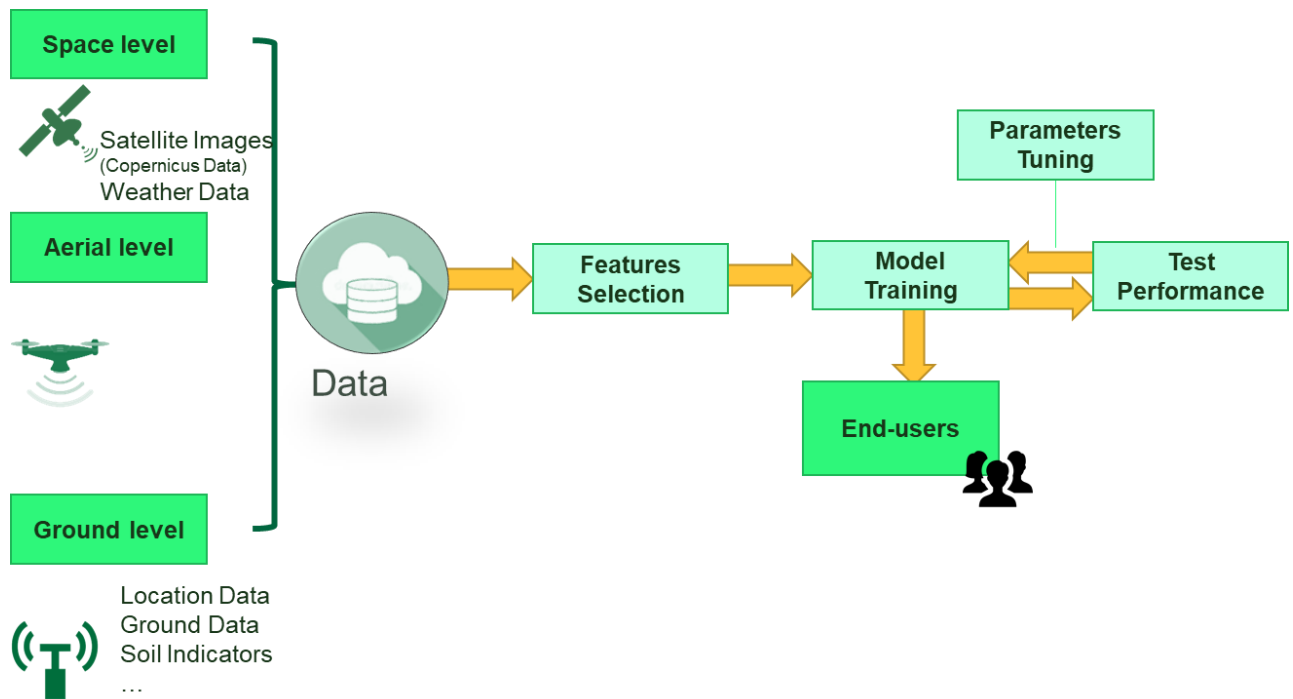 Space level
Satellite Images
(Copernicus Data)
Weather Data
Aerial level
Ground level
Location Data
Ground Data
Soil Indicators
...
Data
Features
Selection
Model
Training
Parameters
Tuning
Test
Performance
End-users